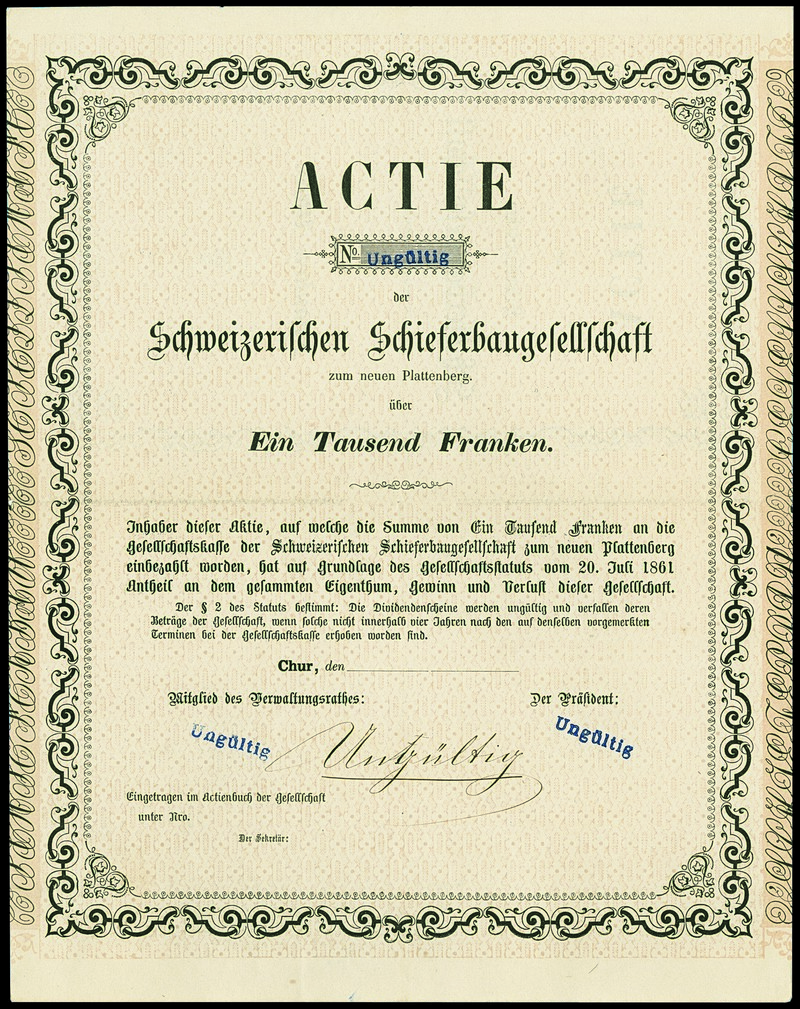 ACTIE
No. Ungültig
der
Schweizerischen Schieferbaugesellschaft
zum neuen Plattenberg.
über
Ein Tausend Franken.
Inhaber dieser Aktie, auf welche die Summe von Ein Tausend Franken an die
Gesellschaftskasse der Schweizerischen Schieferbaugesellschaft zum neuen Plattenberg
einbezahlt worden, hat auf Grundlage des Gesellschaftsstatuts vom 20. Juli 1861
Antheil an dem gesammten Eigenthum, Gewinn und Verlust dieser Gesellschaft.
Der § 2 des Statuts bestimmt: Die Dividendenscheine werden ungültig und verfallen deren
Beträge der Gesellschaft, wenn solche nicht innerhalb vier Jahren nach den auf denselben vorgemerkten
Terminen bei der Gesellschaftskasse erhoben worden sind.
Chur, den
Mitglied des Verwaltungsrathes: Der Präsident:
Ungültig Ungültig Ungültig
Eingetragen im Actienbuch der Gesellschaft
unter Nro.
Der Sekretär: